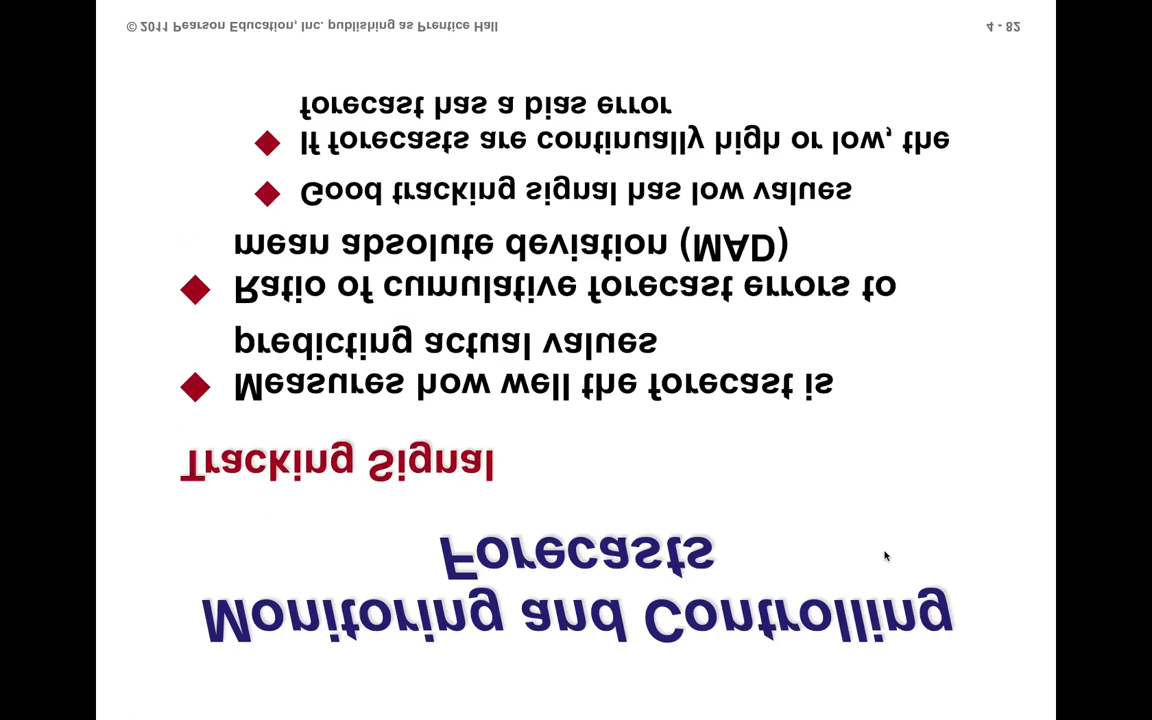 Monitoring and Controlling
Forecasts
Tracking Signal
Measures how well the forecast is
predicting actual values
Ratio of cumulative forecast errors to
mean absolute deviation (MAD)
Good tracking signal has low values
If forecasts are continually high or low, the
forecast has a bias error
© 2011 Pearson Education, Inc. publishing as Prentice Hall
4 - 82